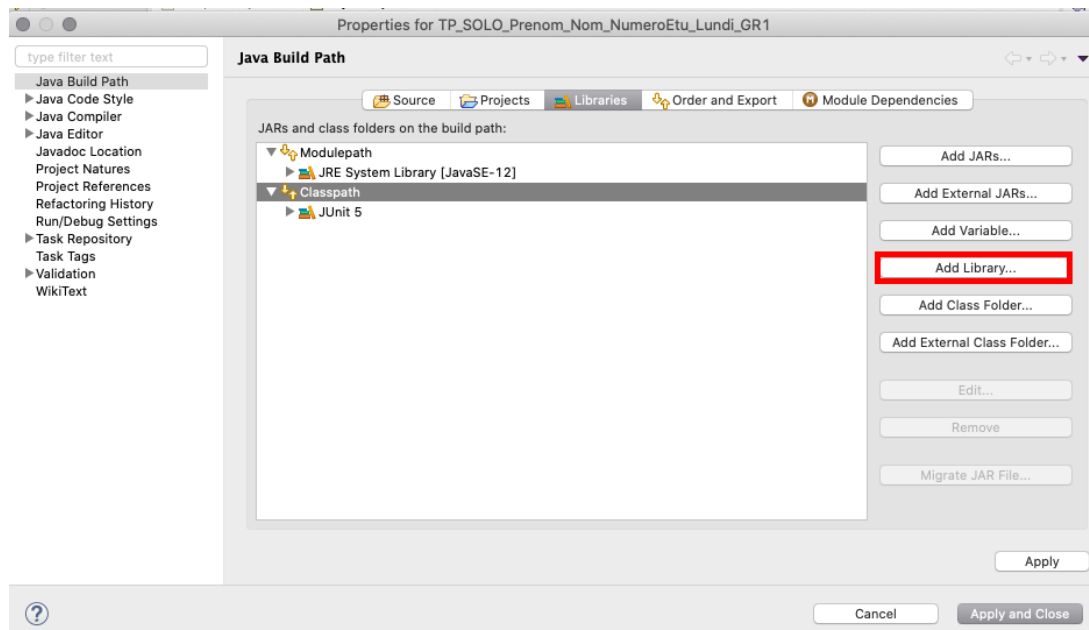 Properties for TP_SOLO_Prenom_Nom_NumeroEtu_Lundi_GR1
type filter text
Java Build Path
Java Code Style
Java Compiler
Java Editor
Javadoc Location
Project Natures
Project References
Refactoring History
Run/Debug Settings
Task Repository
Task Tags
Validation
WikiText
Java Build Path
Source Projects Libraries Order and Export Module Dependencies
JARs and class folders on the build path:
Modulepath
JRE System Library [JavaSE-12]
Classpath
JUnit 5
Add JARs...
Add External JARs...
Add Variable...
Add Library...
Add Class Folder...
Add External Class Folder...
Edit...
Remove
Migrate JAR File...
Apply
?
Cancel
Apply and Close